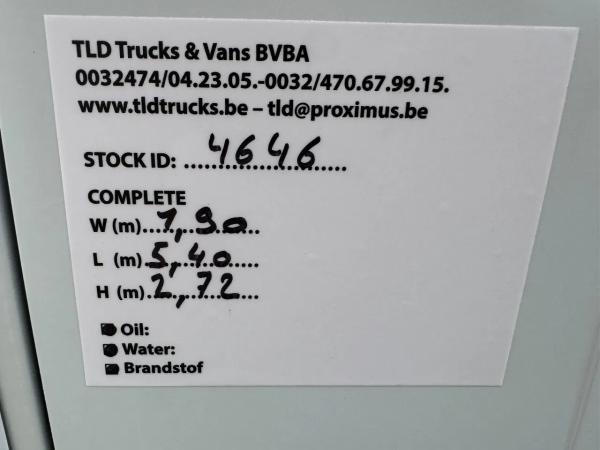 TLD Trucks & Vans BVBA
0032474/04.23.05.-0032/470.67.99.15.
www.tldtrucks.be – tld@proximus.be
STOCK ID: ....4646....
COMPLETE
W (m)...1,90..
L (m).5,40.....
H (m).2,72...
Oil:
Water:
Brandstof